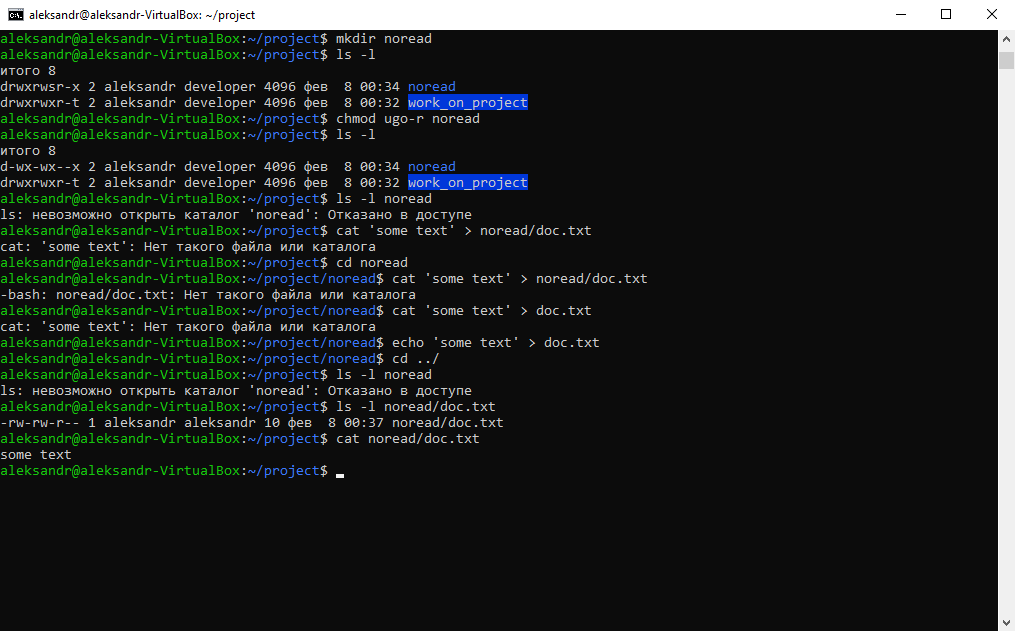 aleksandr@aleksandr-VirtualBox: ~/project
aleksandr@aleksandr-VirtualBox:~/project$ mkdir noread
aleksandr@aleksandr-VirtualBox:~/project$ ls -l
итого 8
drwxrwsr-x 2 aleksandr developer 4096 фев  8 00:34 noread
drwxrwxr-t 2 aleksandr developer 4096 фев  8 00:32 work_on_project
aleksandr@aleksandr-VirtualBox:~/project$ chmod ugo-r noread
aleksandr@aleksandr-VirtualBox:~/project$ ls -l
итого 8
d-wx-wx--x 2 aleksandr developer 4096 фев  8 00:34 noread
drwxrwxr-t 2 aleksandr developer 4096 фев  8 00:32 work_on_project
aleksandr@aleksandr-VirtualBox:~/project$ ls -l noread
ls: невозможно открыть каталог 'noread': Отказано в доступе
aleksandr@aleksandr-VirtualBox:~/project$ cat 'some text' > noread/doc.txt
cat: 'some text': Нет такого файла или каталога
aleksandr@aleksandr-VirtualBox:~/project$ cd noread
aleksandr@aleksandr-VirtualBox:~/project/noread$ cat 'some text' > noread/doc.txt
-bash: noread/doc.txt: Нет такого файла или каталога
aleksandr@aleksandr-VirtualBox:~/project/noread$ cat 'some text' > doc.txt
cat: 'some text': Нет такого файла или каталога
aleksandr@aleksandr-VirtualBox:~/project/noread$ echo 'some text' > doc.txt
aleksandr@aleksandr-VirtualBox:~/project/noread$ cd ../
aleksandr@aleksandr-VirtualBox:~/project$ ls -l noread
ls: невозможно открыть каталог 'noread': Отказано в доступе
aleksandr@aleksandr-VirtualBox:~/project$ ls -l noread/doc.txt
-rw-rw-r-- 1 aleksandr aleksandr 10 фев  8 00:37 noread/doc.txt
aleksandr@aleksandr-VirtualBox:~/project$ cat noread/doc.txt
some text
aleksandr@aleksandr-VirtualBox:~/project$